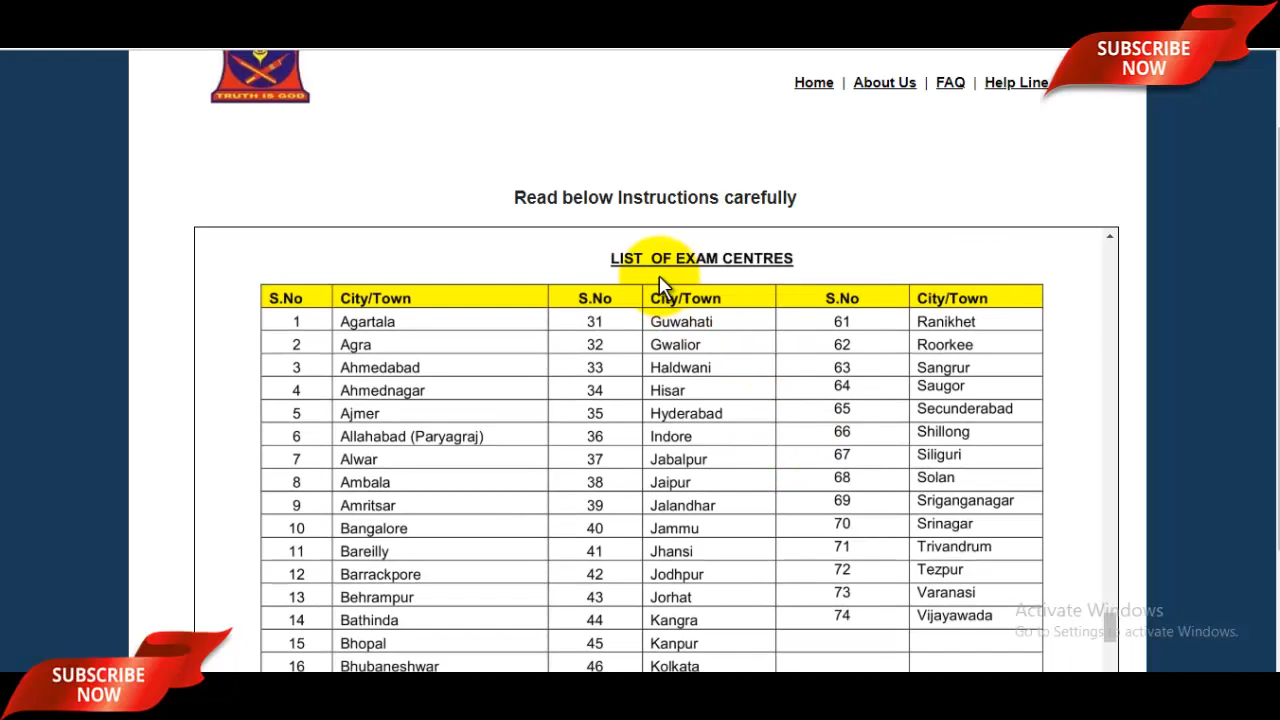 SUBSCRIBE
NOW
TRUTH IS GOD
Home | About Us | FAQ | Help Line
Read below Instructions carefully
LIST OF EXAM CENTRES
S.No City/Town S.No City/Town S.No City/Town
1 Agartala 31 Guwahati 61 Ranikhet
2 Agra 32 Gwalior 62 Roorkee
3 Ahmedabad 33 Haldwani 63 Sangrur
4 Ahmednagar 34 Hisar 64 Saugor
5 Ajmer 35 Hyderabad 65 Secunderabad
6 Allahabad (Paryagraj) 36 Indore 66 Shillong
7 Alwar 37 Jabalpur 67 Siliguri
8 Ambala 38 Jaipur 68 Solan
9 Amritsar 39 Jalandhar 69 Sriganganagar
10 Bangalore 40 Jammu 70 Srinagar
11 Bareilly 41 Jhansi 71 Trivandrum
12 Barrackpore 42 Jodhpur 72 Tezpur
13 Behrampur 43 Jorhat 73 Varanasi
14 Bathinda 44 Kangra 74 Vijayawada
15 Bhopal 45 Kanpur
16 Bhubaneshwar 46 Kolkata
Activate Windows
Go to Settings to activate Windows.
SUBSCRIBE
NOW